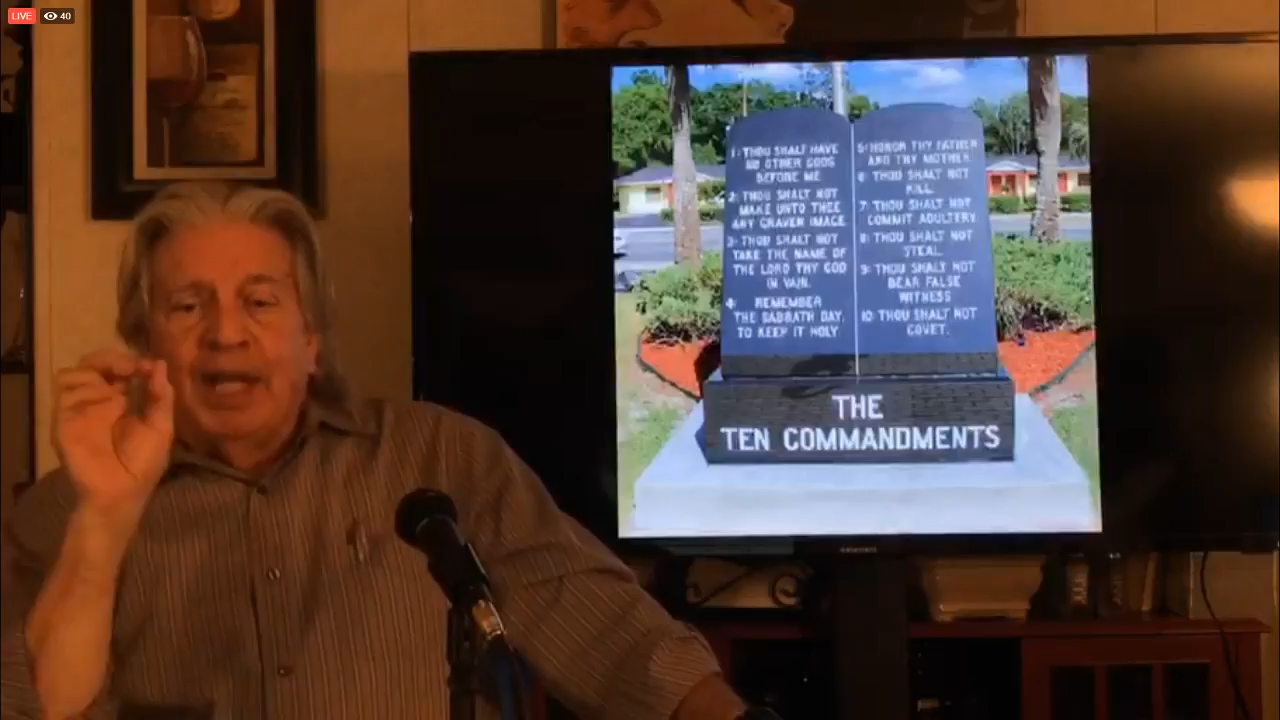 LIVE 40
1: THOU SHALT HAVE
NO OTHER GODS
BEFORE ME
2: THOU SHALT NOT
MAKE UNTO THEE
ANY GRAVEN IMAGE
3: THOU SHALT NOT
TAKE THE NAME OF
THE LORD THY GOD
IN VAIN.
4: REMEMBER
THE SABBATH DAY,
TO KEEP IT HOLY
5: HONOR THY FATHER
AND THY MOTHER.
6: THOU SHALT NOT
KILL.
7: THOU SHALT NOT
COMMIT ADULTERY
8: THOU SHALT NOT
STEAL.
9: THOU SHALT NOT
BEAR FALSE
WITNESS
10: THOU SHALT NOT
COVET.
THE
TEN COMMANDMENTS